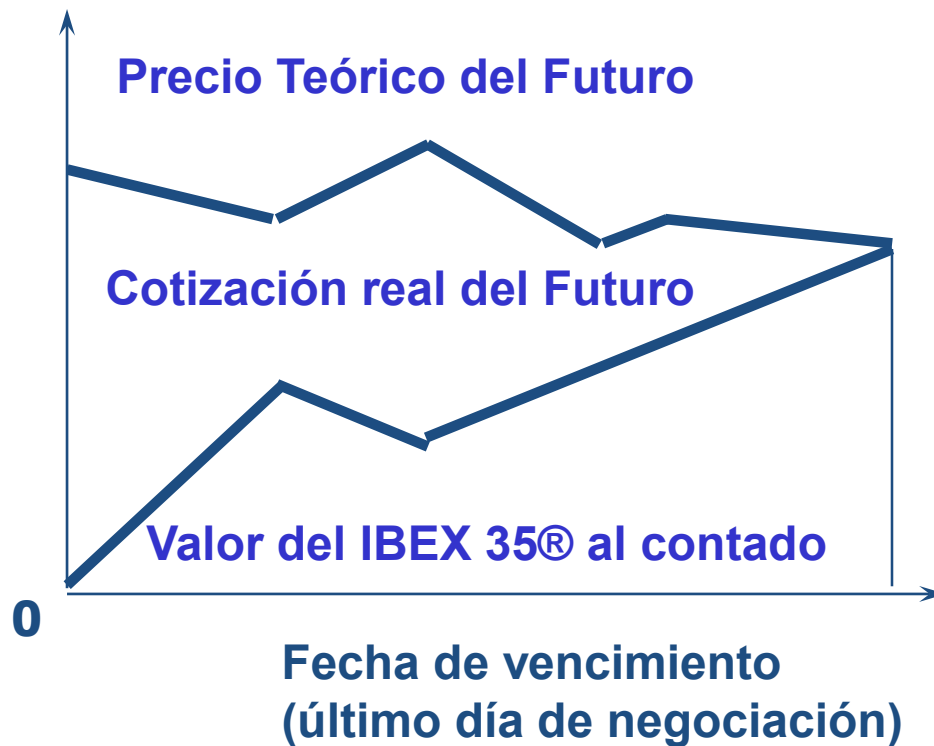 Precio Teórico del Futuro
Cotización real del Futuro
Valor del IBEX 35® al contado
0
Fecha de vencimiento
(último día de negociación)